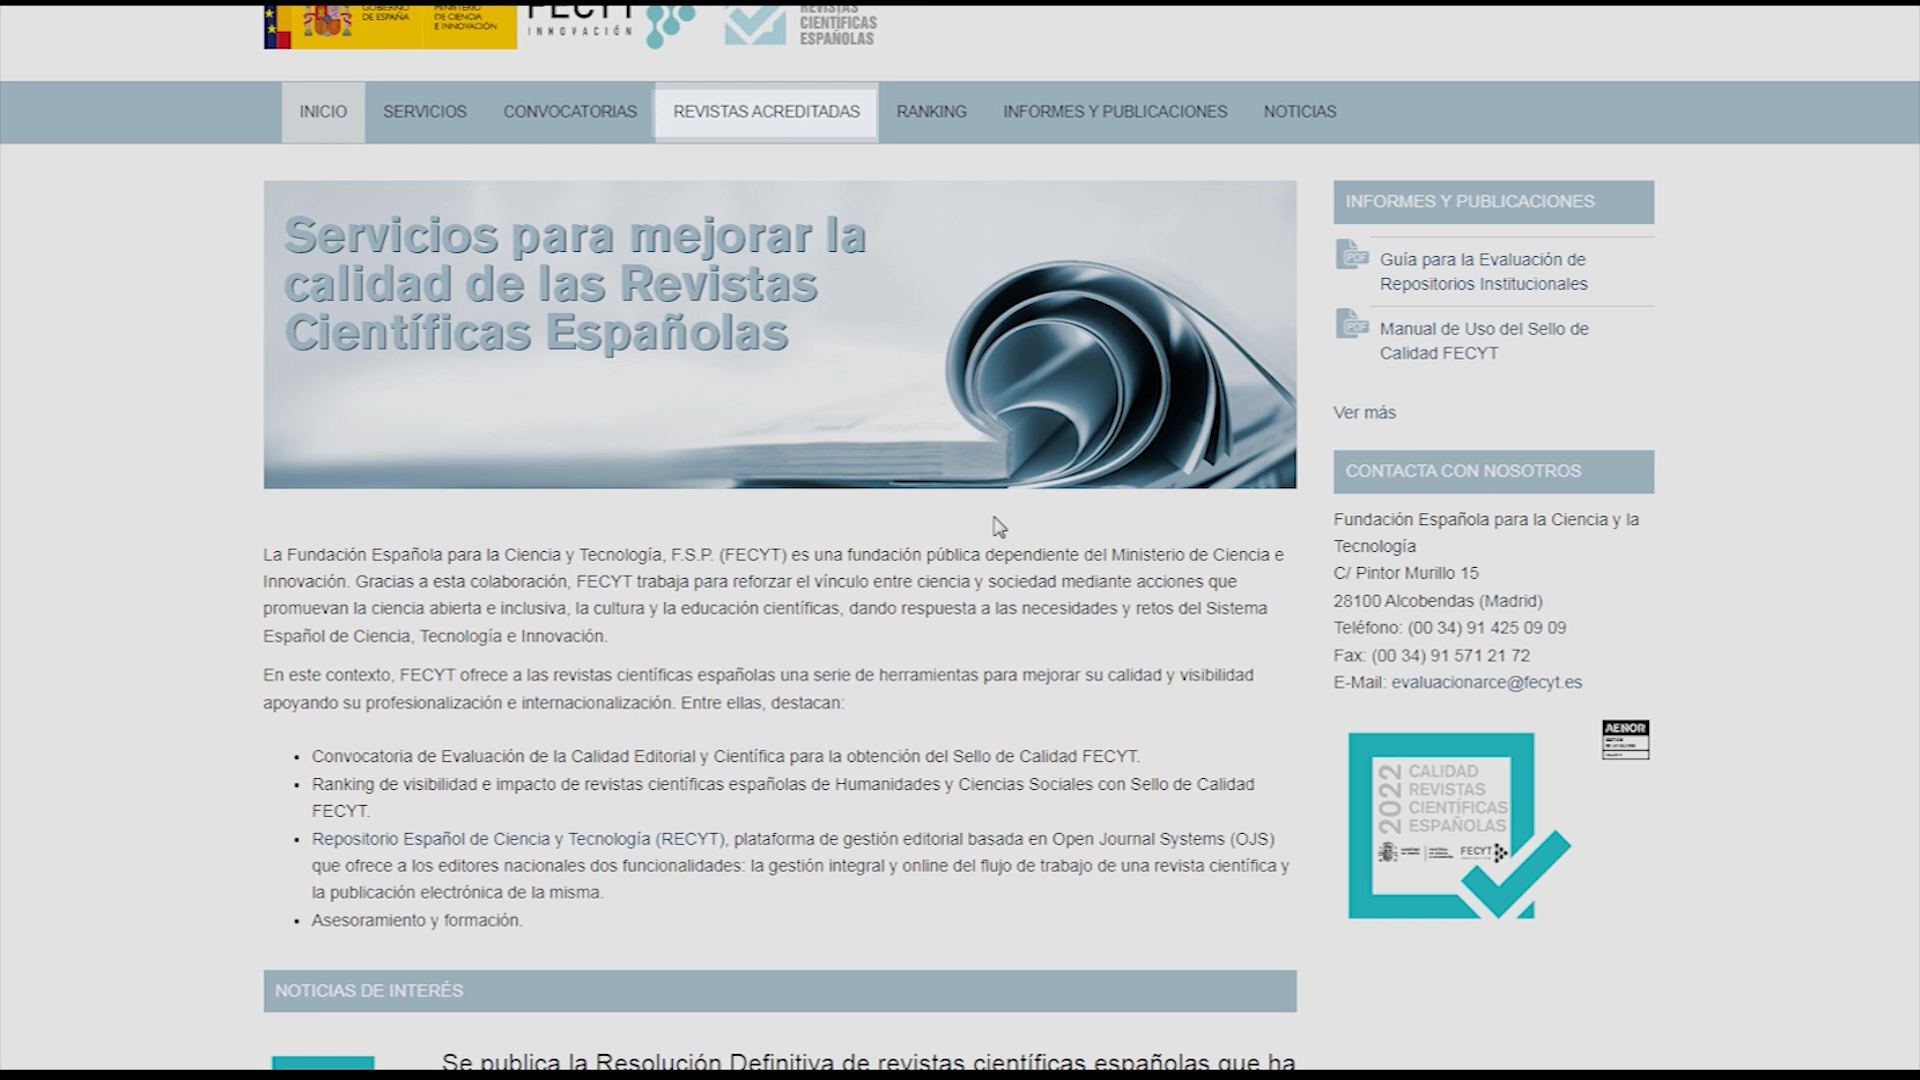 GOBIERNO
DE ESPAÑA
MINISTERIO
DE CIENCIA
E INNOVACIÓN
FECYT
INNOVACIÓN
REVISTAS
CIENTÍFICAS
ESPAÑOLAS
INICIO
SERVICIOS
CONVOCATORIAS
REVISTAS ACREDITADAS
RANKING
INFORMES Y PUBLICACIONES
NOTICIAS
Servicios para mejorar la
calidad de las Revistas
Científicas Españolas
La Fundación Española para la Ciencia y Tecnología, F.S.P. (FECYT) es una fundación pública dependiente del Ministerio de Ciencia e
Innovación. Gracias a esta colaboración, FECYT trabaja para reforzar el vínculo entre ciencia y sociedad mediante acciones que
promuevan la ciencia abierta e inclusiva, la cultura y la educación científicas, dando respuesta a las necesidades y retos del Sistema
Español de Ciencia, Tecnología e Innovación.
En este contexto, FECYT ofrece a las revistas científicas españolas una serie de herramientas para mejorar su calidad y visibilidad
apoyando su profesionalización e internacionalización. Entre ellas, destacan:
• Convocatoria de Evaluación de la Calidad Editorial y Científica para la obtención del Sello de Calidad FECYT.
• Ranking de visibilidad e impacto de revistas científicas españolas de Humanidades y Ciencias Sociales con Sello de Calidad
FECYT.
• Repositorio Español de Ciencia y Tecnología (RECYT), plataforma de gestión editorial basada en Open Journal Systems (OJS)
que ofrece a los editores nacionales dos funcionalidades: la gestión integral y online del flujo de trabajo de una revista científica y
la publicación electrónica de la misma.
• Asesoramiento y formación.
NOTICIAS DE INTERÉS
Se publica la Resolución Definitiva de revistas científicas españolas que ha
INFORMES Y PUBLICACIONES
PDF
Guía para la Evaluación de
Repositorios Institucionales
PDF
Manual de Uso del Sello de
Calidad FECYT
Ver más
CONTACTA CON NOSOTROS
Fundación Española para la Ciencia y la
Tecnología
C/ Pintor Murillo 15
28100 Alcobendas (Madrid)
Teléfono: (00 34) 91 425 09 09
Fax: (00 34) 91 571 21 72
E-Mail: evaluacionarce@fecyt.es
AENOR
2022
CALIDAD
REVISTAS
CIENTÍFICAS
ESPAÑOLAS
FECYT